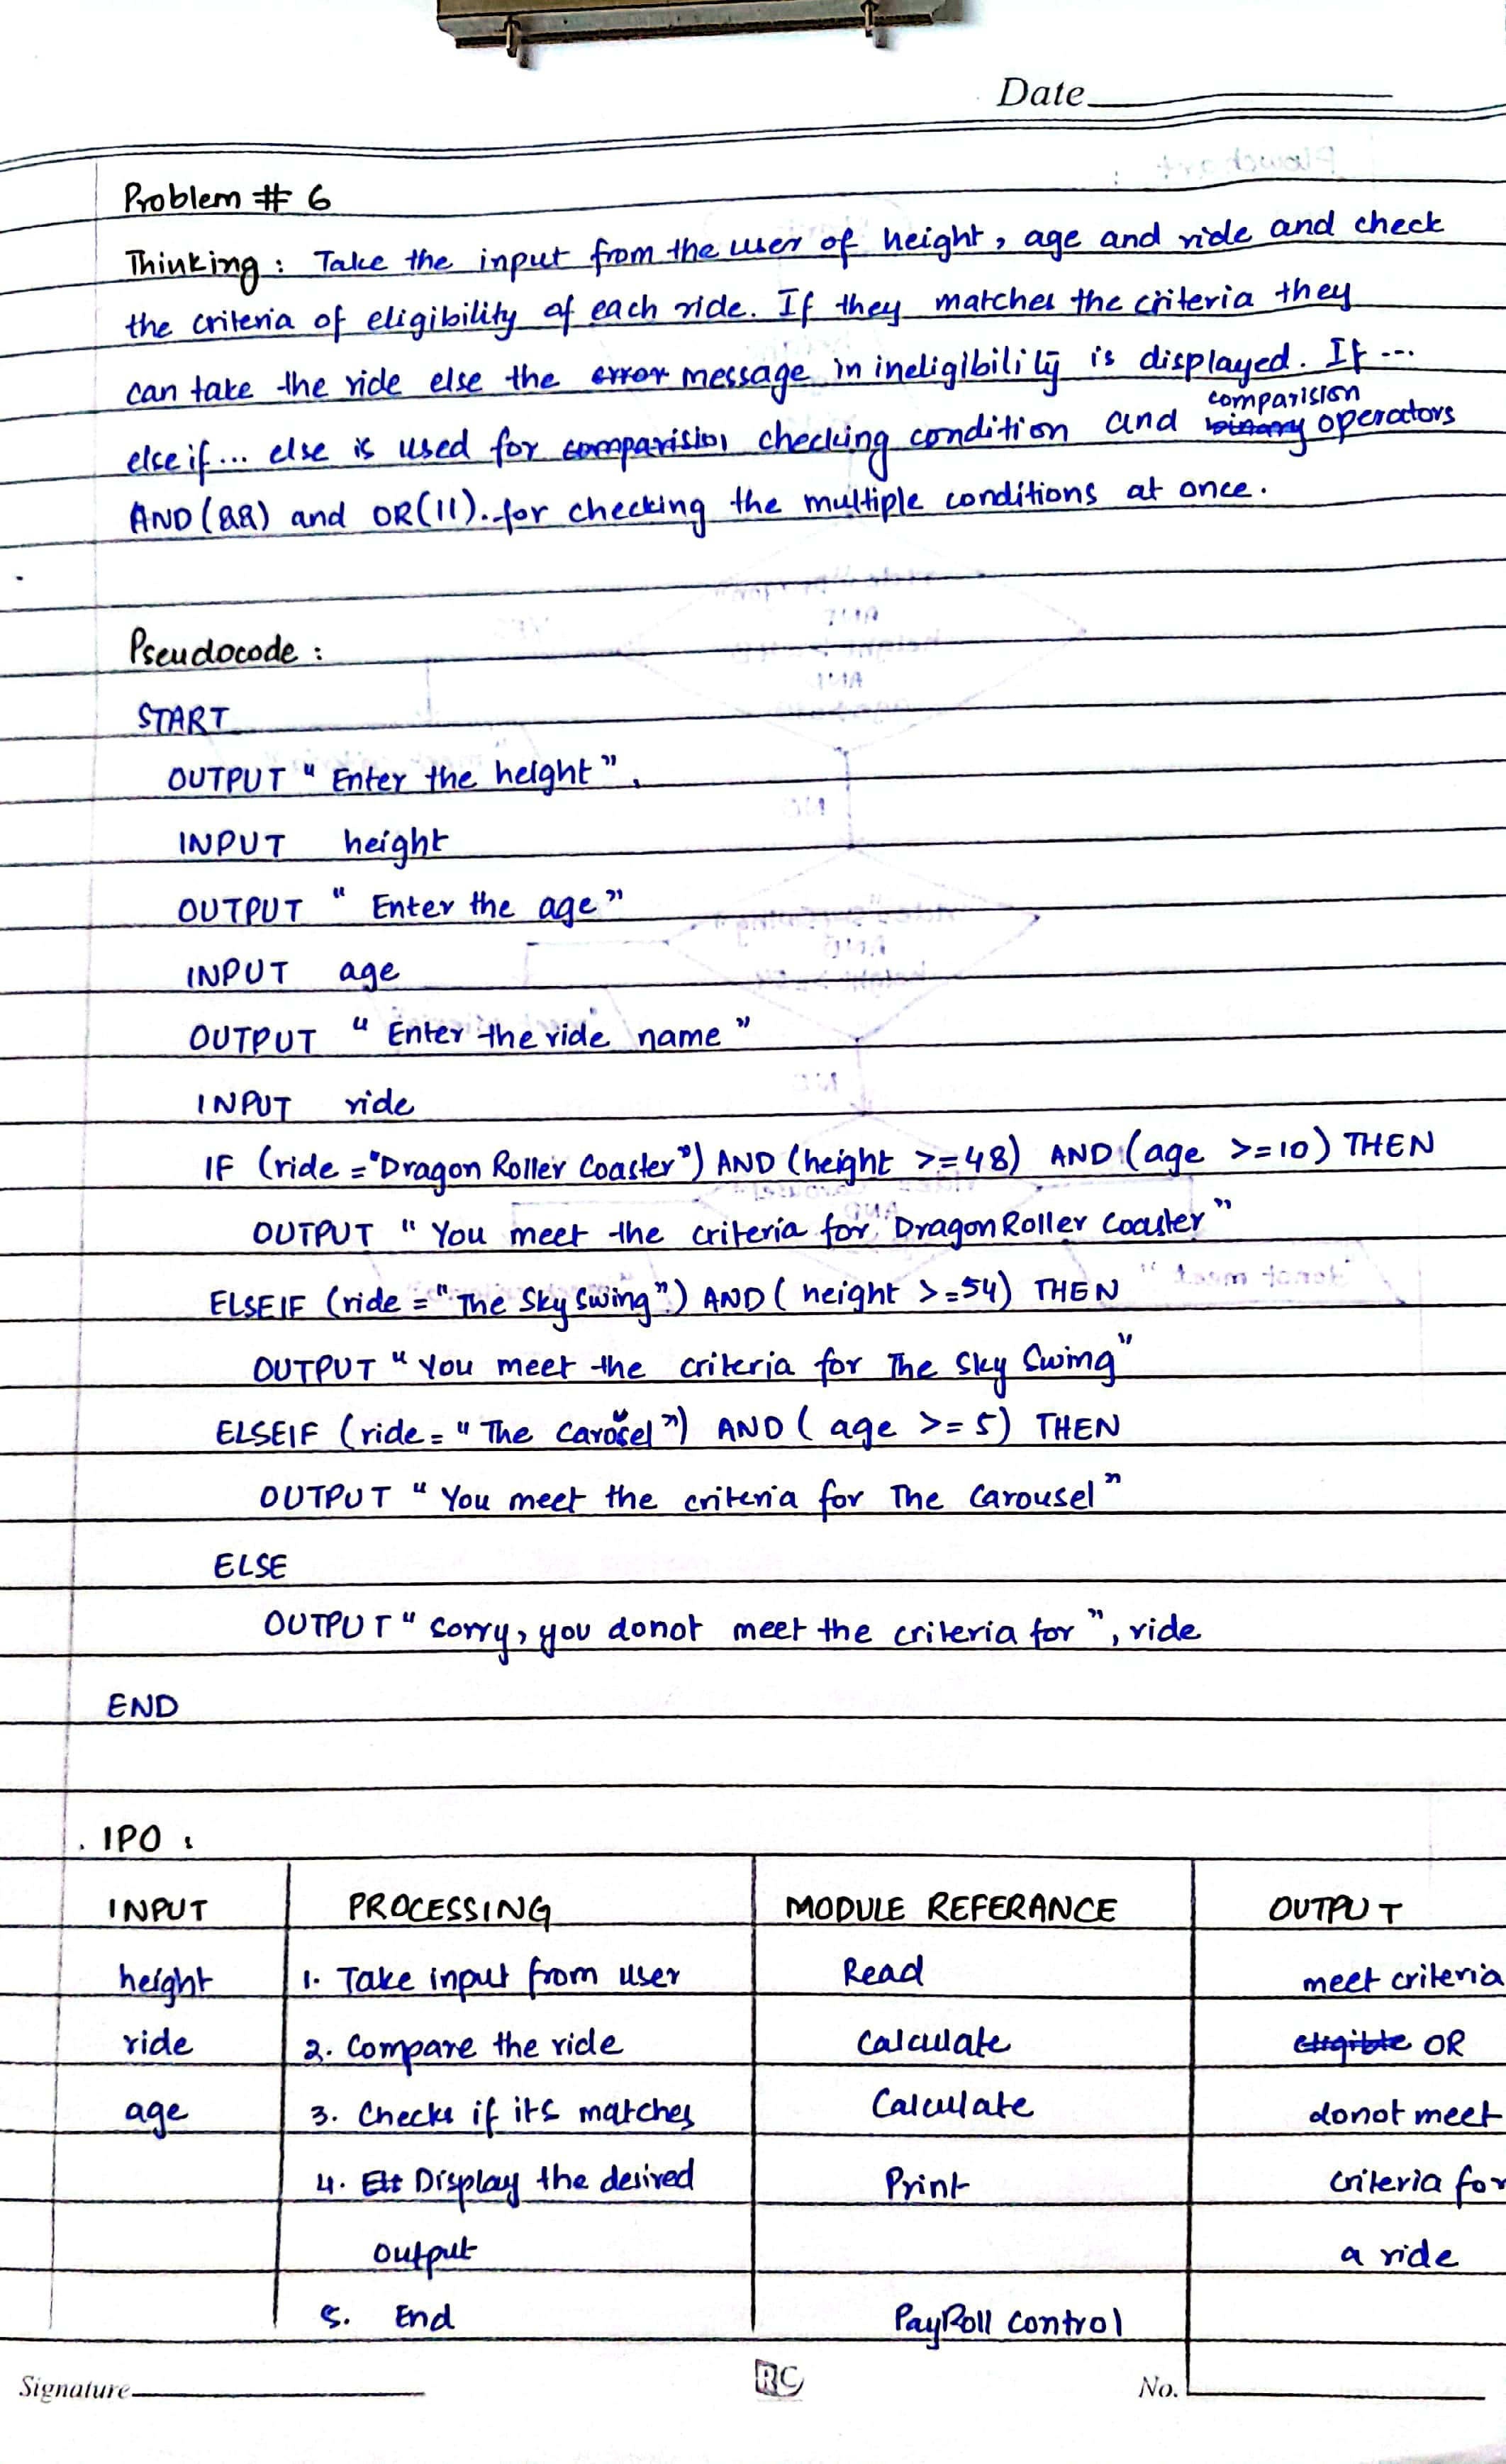 Date
Problem # 6
Thinking : Take the input from the user of height, age and ride and check
the criteria of eligibility of each ride. If they matches the criteria they
can take the ride else the error message in ineligibility is displayed. If ...
comparision
else if ... else is used for comparision checking condition and binary operators
AND (&&) and OR(||). for checking the multiple conditions at once.
Pseudocode :
START
OUTPUT " Enter the height".
INPUT height
OUTPUT " Enter the age"
INPUT age
OUTPUT " Enter the ride name "
INPUT ride
IF (ride = "Dragon Roller Coaster") AND (height >=48) AND (age >=10) THEN
OUTPUT " You meet the criteria for Dragon Roller Coaster "
ELSEIF (ride = " The Sky Swing") AND ( height >=54) THEN
OUTPUT " You meet the criteria for The Sky Swing"
ELSEIF (ride = " The Carousel ") AND ( age >= 5) THEN
OUTPUT " You meet the criteria for The Carousel "
ELSE
OUTPUT " Sorry, you donot meet the criteria for ", ride
END
. IPO :
INPUT PROCESSING MODULE REFERANCE OUTPUT
height 1. Take input from user Read meet criteria
ride 2. Compare the ride Calculate eligible OR
age 3. Checks if its matches Calculate donot meet
4. Display the desired Print criteria for
output a ride
5. End PayRoll Control
Signature RC No.